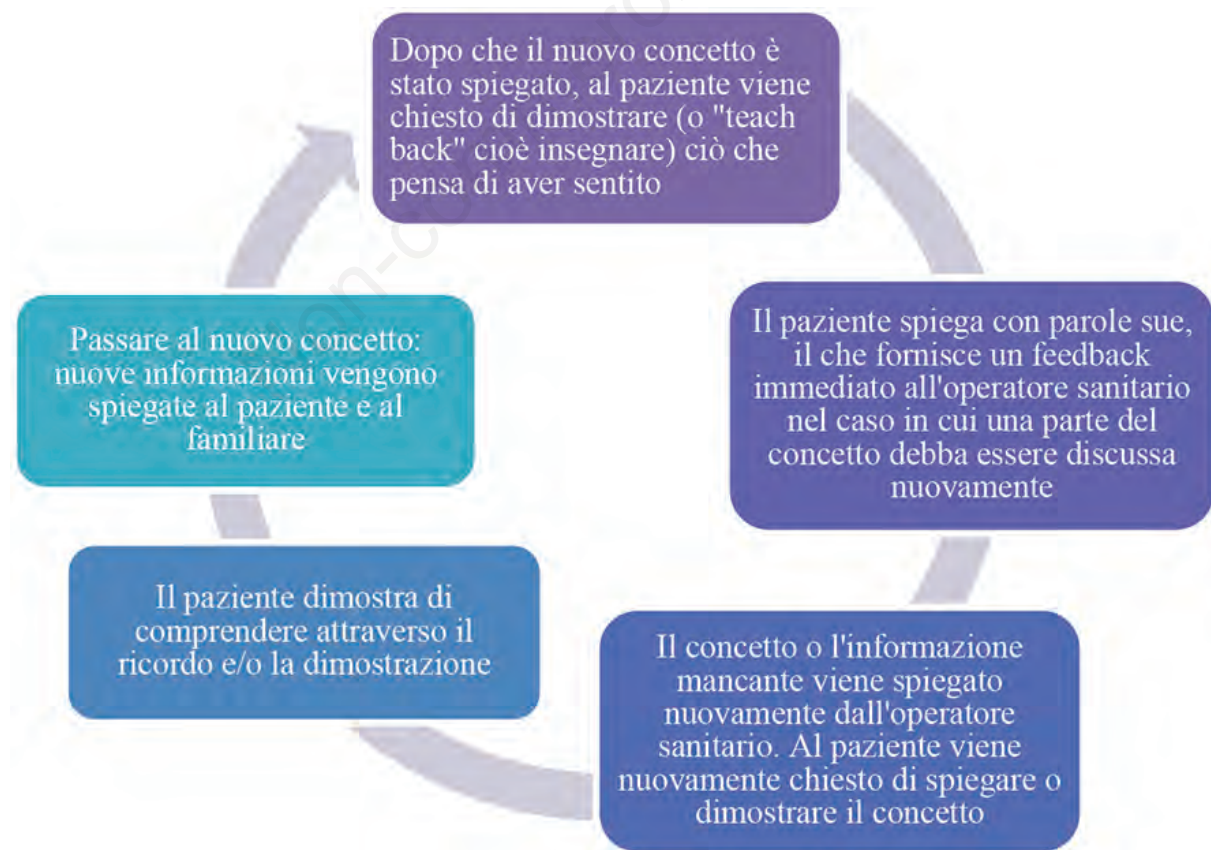 Dopo che il nuovo concetto è
stato spiegato, al paziente viene
chiesto di dimostrare (o "teach
back" cioè insegnare) ciò che
pensa di aver sentito
Il paziente spiega con parole sue,
il che fornisce un feedback
immediato all'operatore sanitario
nel caso in cui una parte del
concetto debba essere discussa
nuovamente
Il concetto o l'informazione
mancante viene spiegato
nuovamente dall'operatore
sanitario. Al paziente viene
nuovamente chiesto di spiegare o
dimostrare il concetto
Il paziente dimostra di
comprendere attraverso il
ricordo e/o la dimostrazione
Passare al nuovo concetto:
nuove informazioni vengono
spiegate al paziente e al
familiare